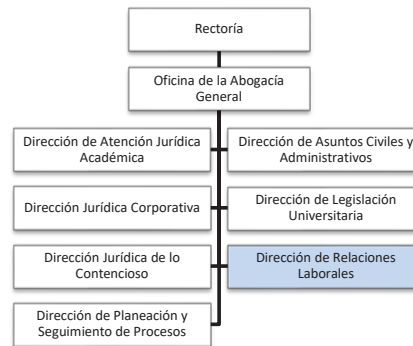 Rectoría
Oficina de la Abogacía
General
Dirección de Atención Jurídica
Académica
Dirección de Asuntos Civiles y
Administrativos
Dirección Jurídica Corporativa
Dirección de Legislación
Universitaria
Dirección Jurídica de lo
Contencioso
Dirección de Relaciones
Laborales
Dirección de Planeación y
Seguimiento de Procesos